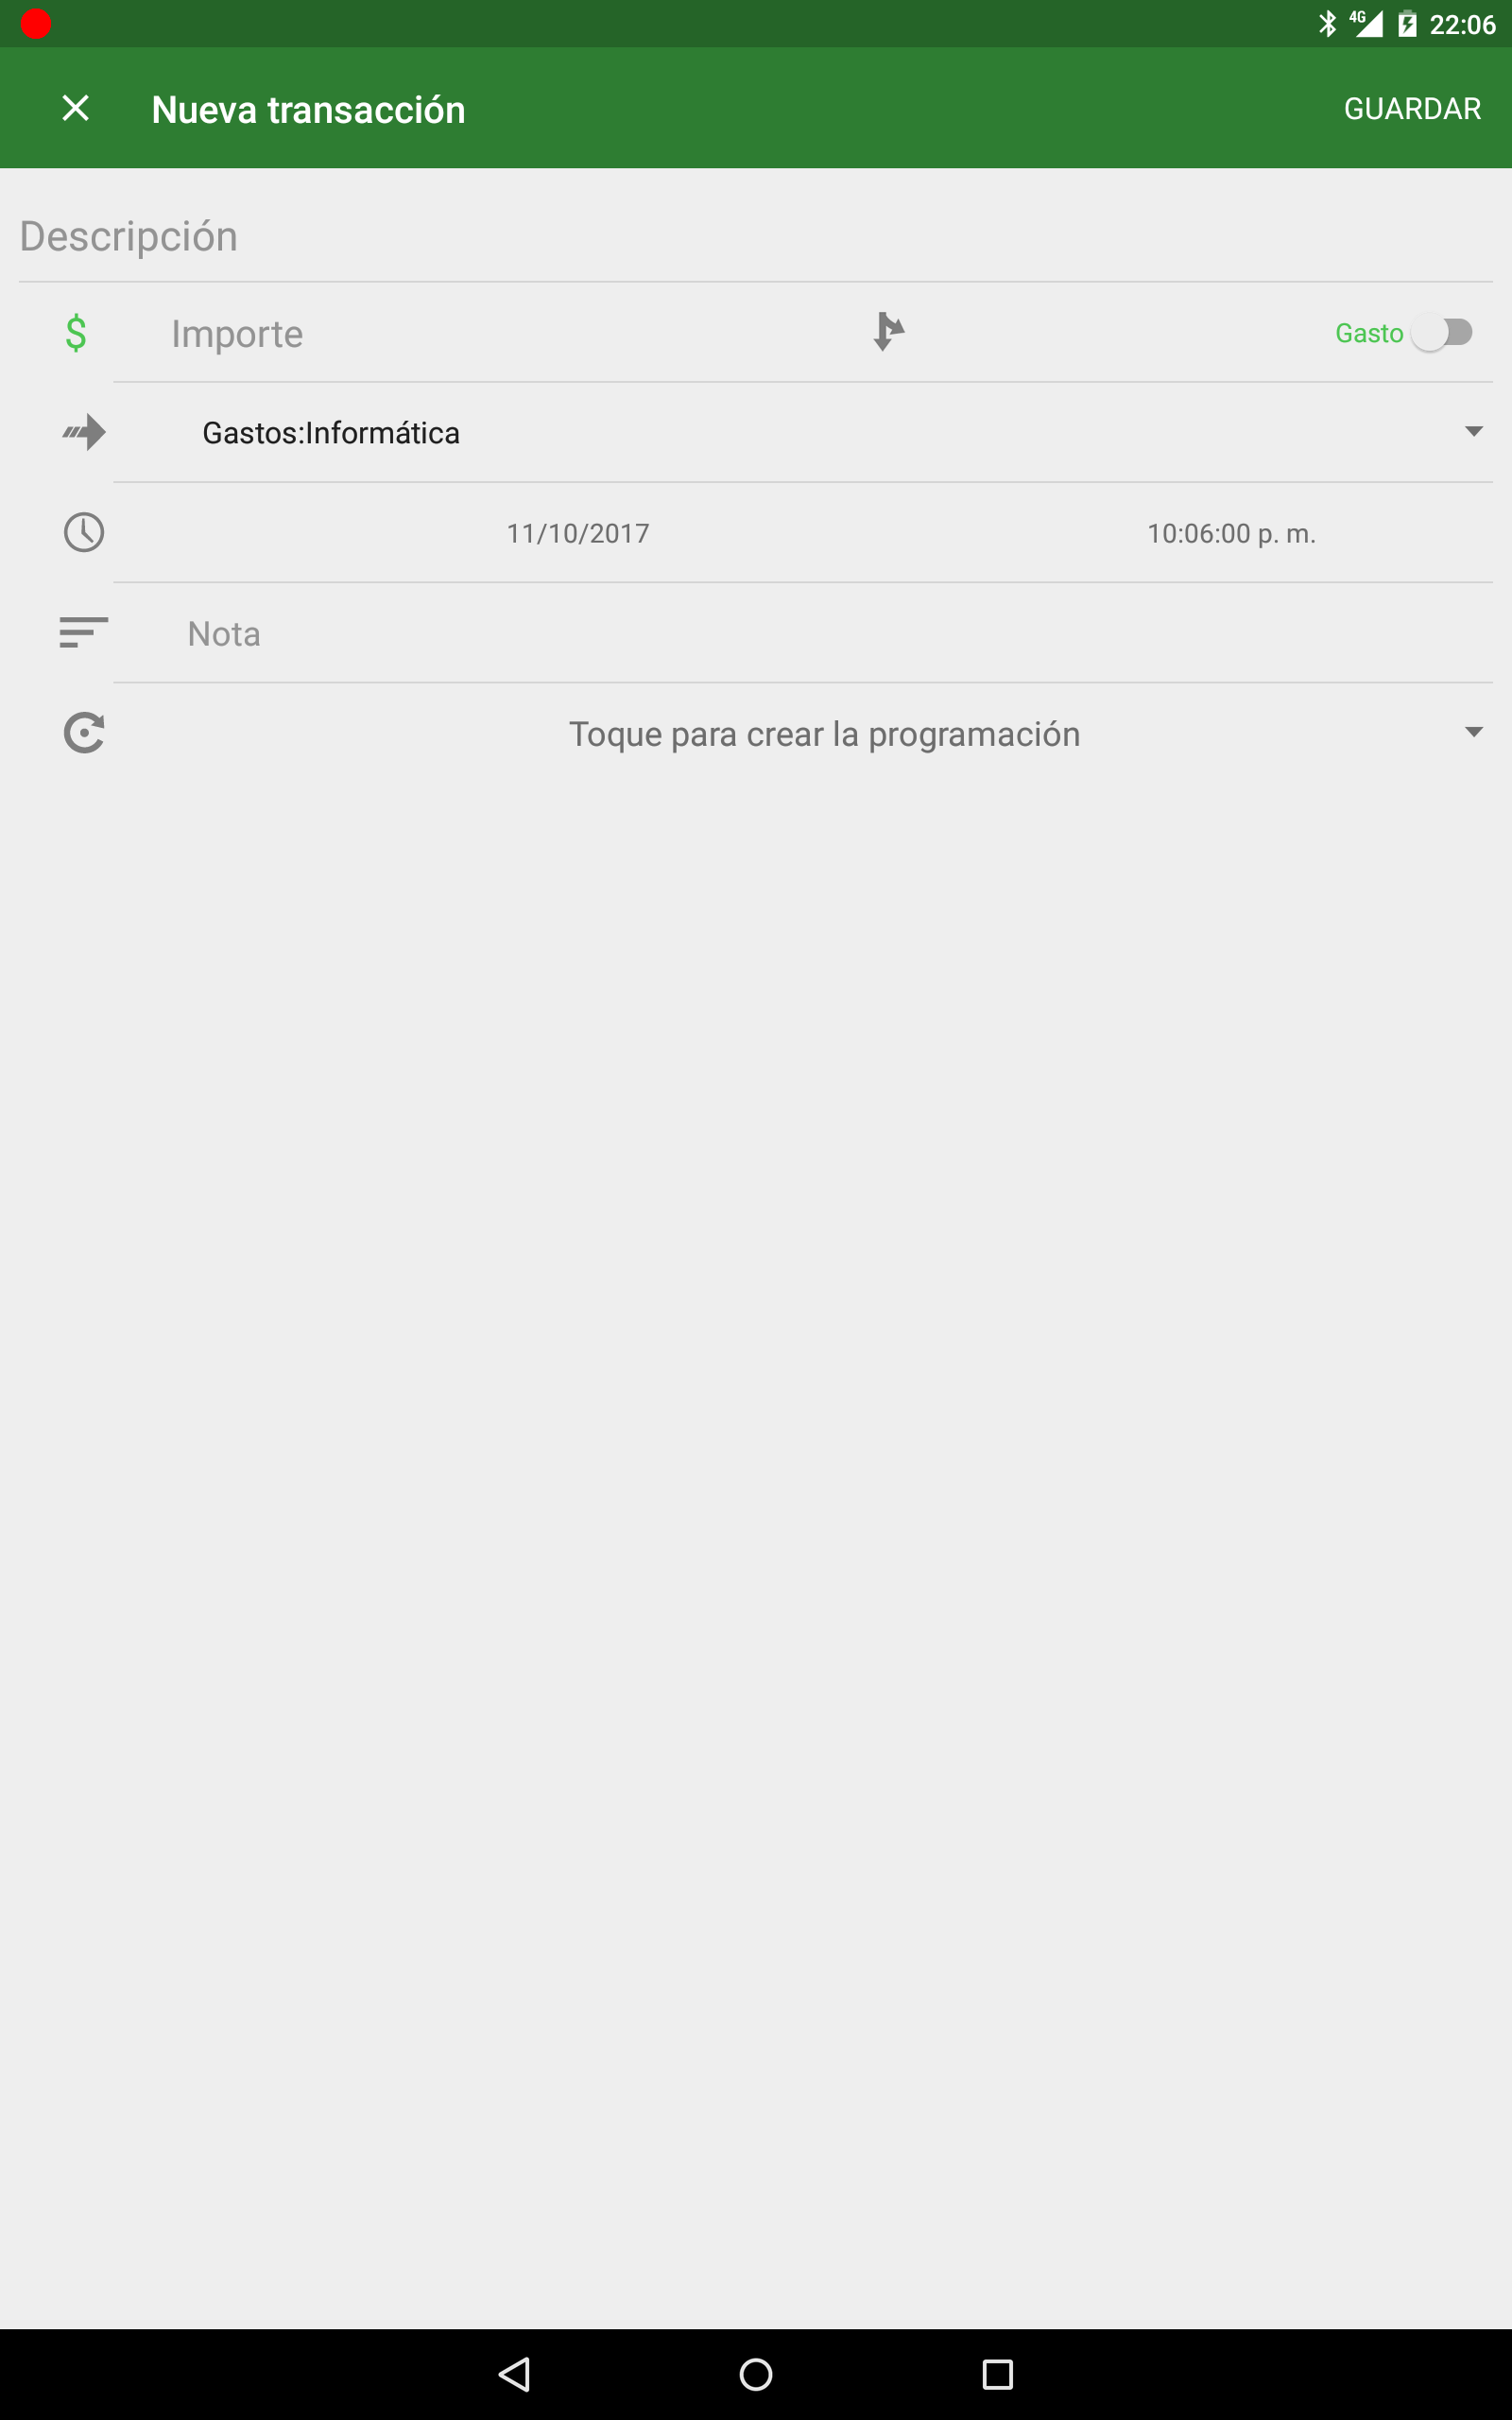 4G 22:06
Nueva transacción GUARDAR
Descripción
$ Importe Gasto
Gastos:Informática
11/10/2017 10:06:00 p. m.
Nota
Toque para crear la programación